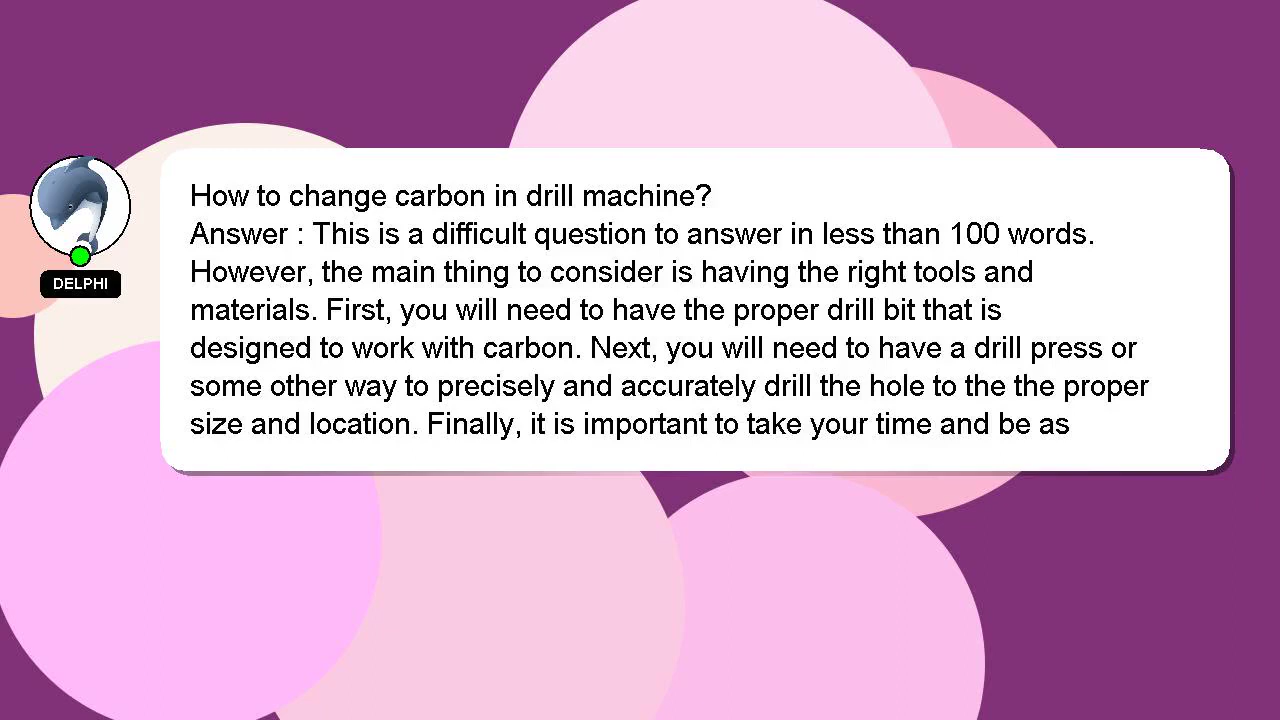 How to change carbon in drill machine?
Answer : This is a difficult question to answer in less than 100 words.
However, the main thing to consider is having the right tools and
materials. First, you will need to have the proper drill bit that is
designed to work with carbon. Next, you will need to have a drill press or
some other way to precisely and accurately drill the hole to the the proper
size and location. Finally, it is important to take your time and be as
DELPHI